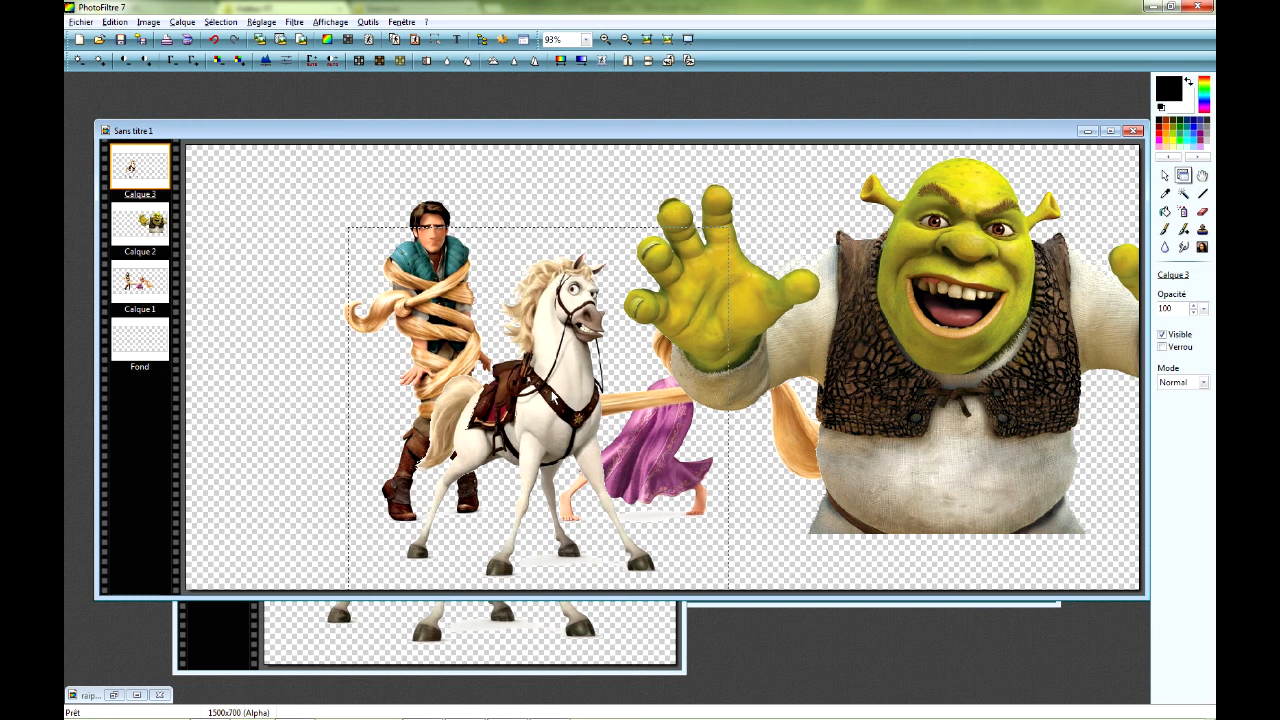 PhotoFiltre 7
Fichier Edition Image Calque Sélection Réglage Filtre Affichage Outils Fenêtre ?
93%
Sans titre 1
Calque 3
Calque 2
Calque 1
Fond
Calque 3
Opacité
100
Visible
Verrou
Mode
Normal
raip...
Prêt 1500x700 (Alpha)